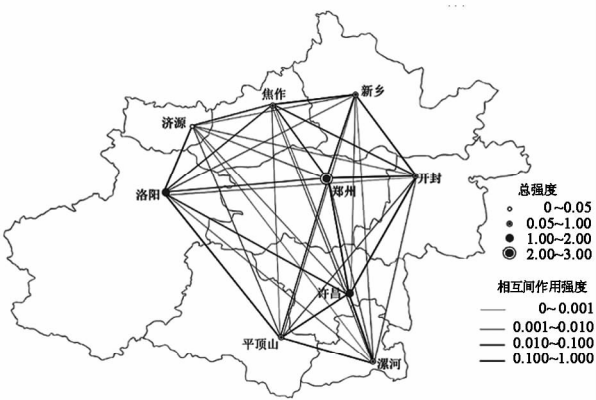 新乡
焦作
济源
洛阳
郑州
开封
许昌
平顶山
漯河
总强度
0~0.05
0.05~1.00
1.00~2.00
2.00~3.00
相互间作用强度
0~0.001
0.001~0.010
0.010~0.100
0.100~1.000